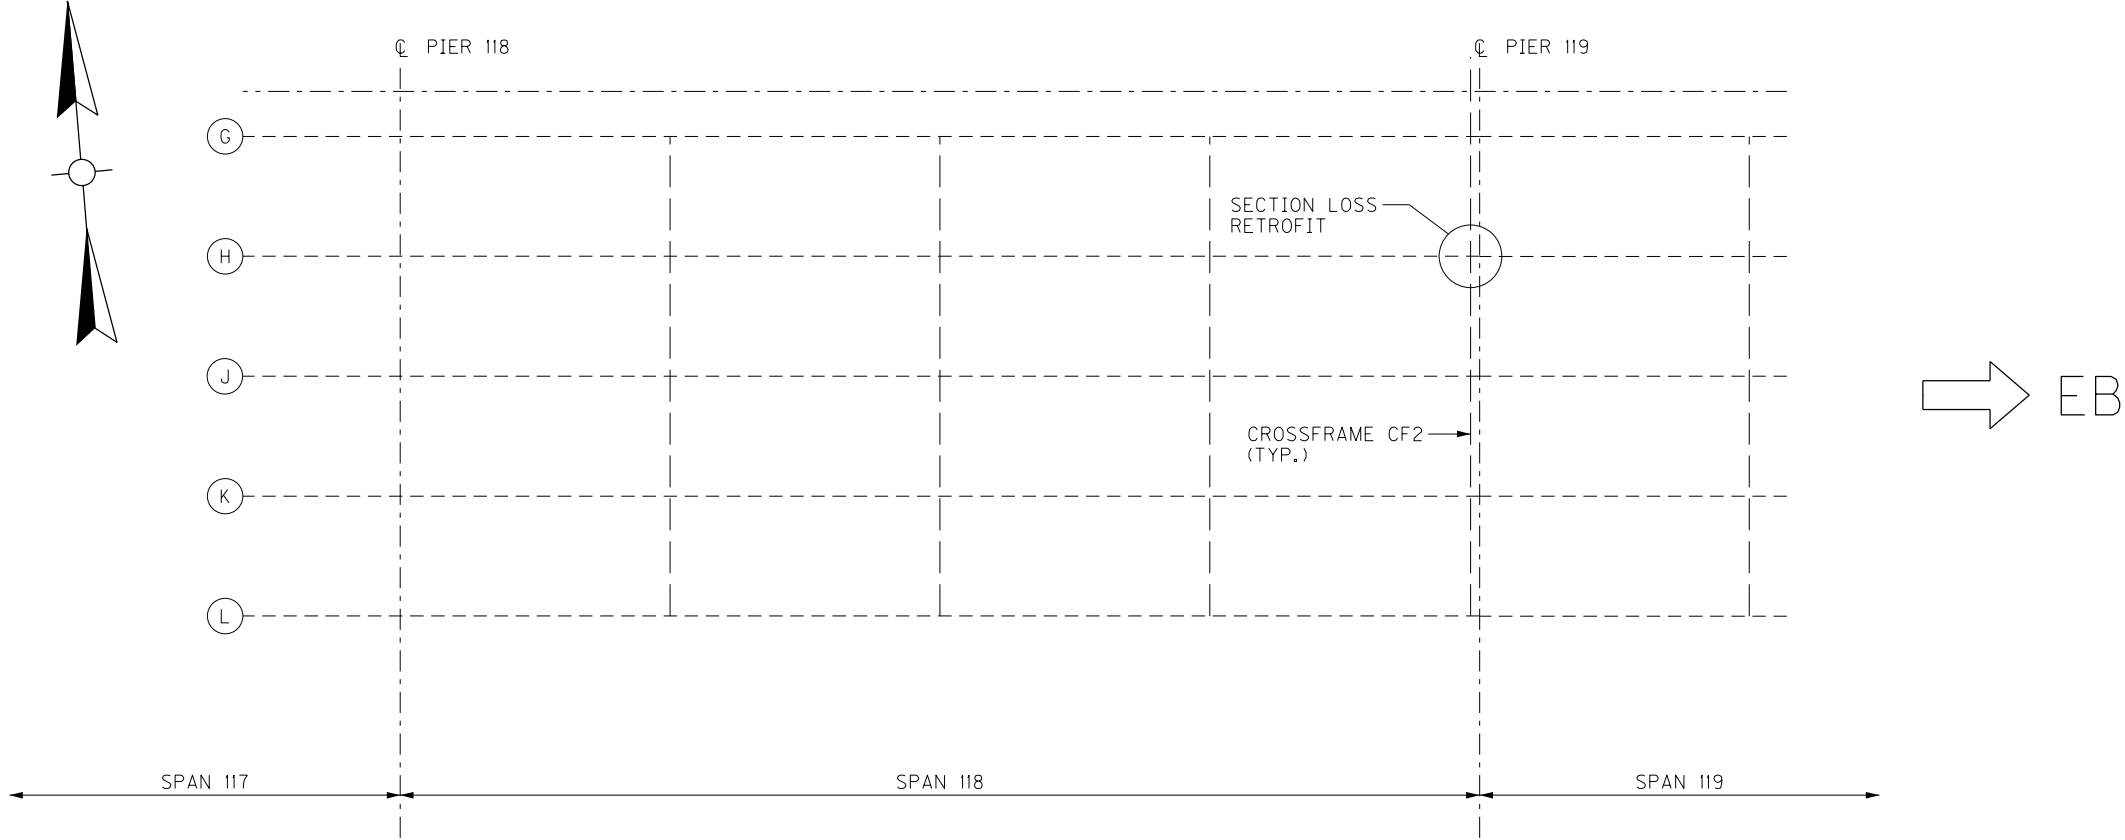 ℄ PIER 118
℄ PIER 119
G
SECTION LOSS
RETROFIT
H
J
EB
CROSSFRAME CF2
(TYP.)
K
L
SPAN 117
SPAN 118
SPAN 119